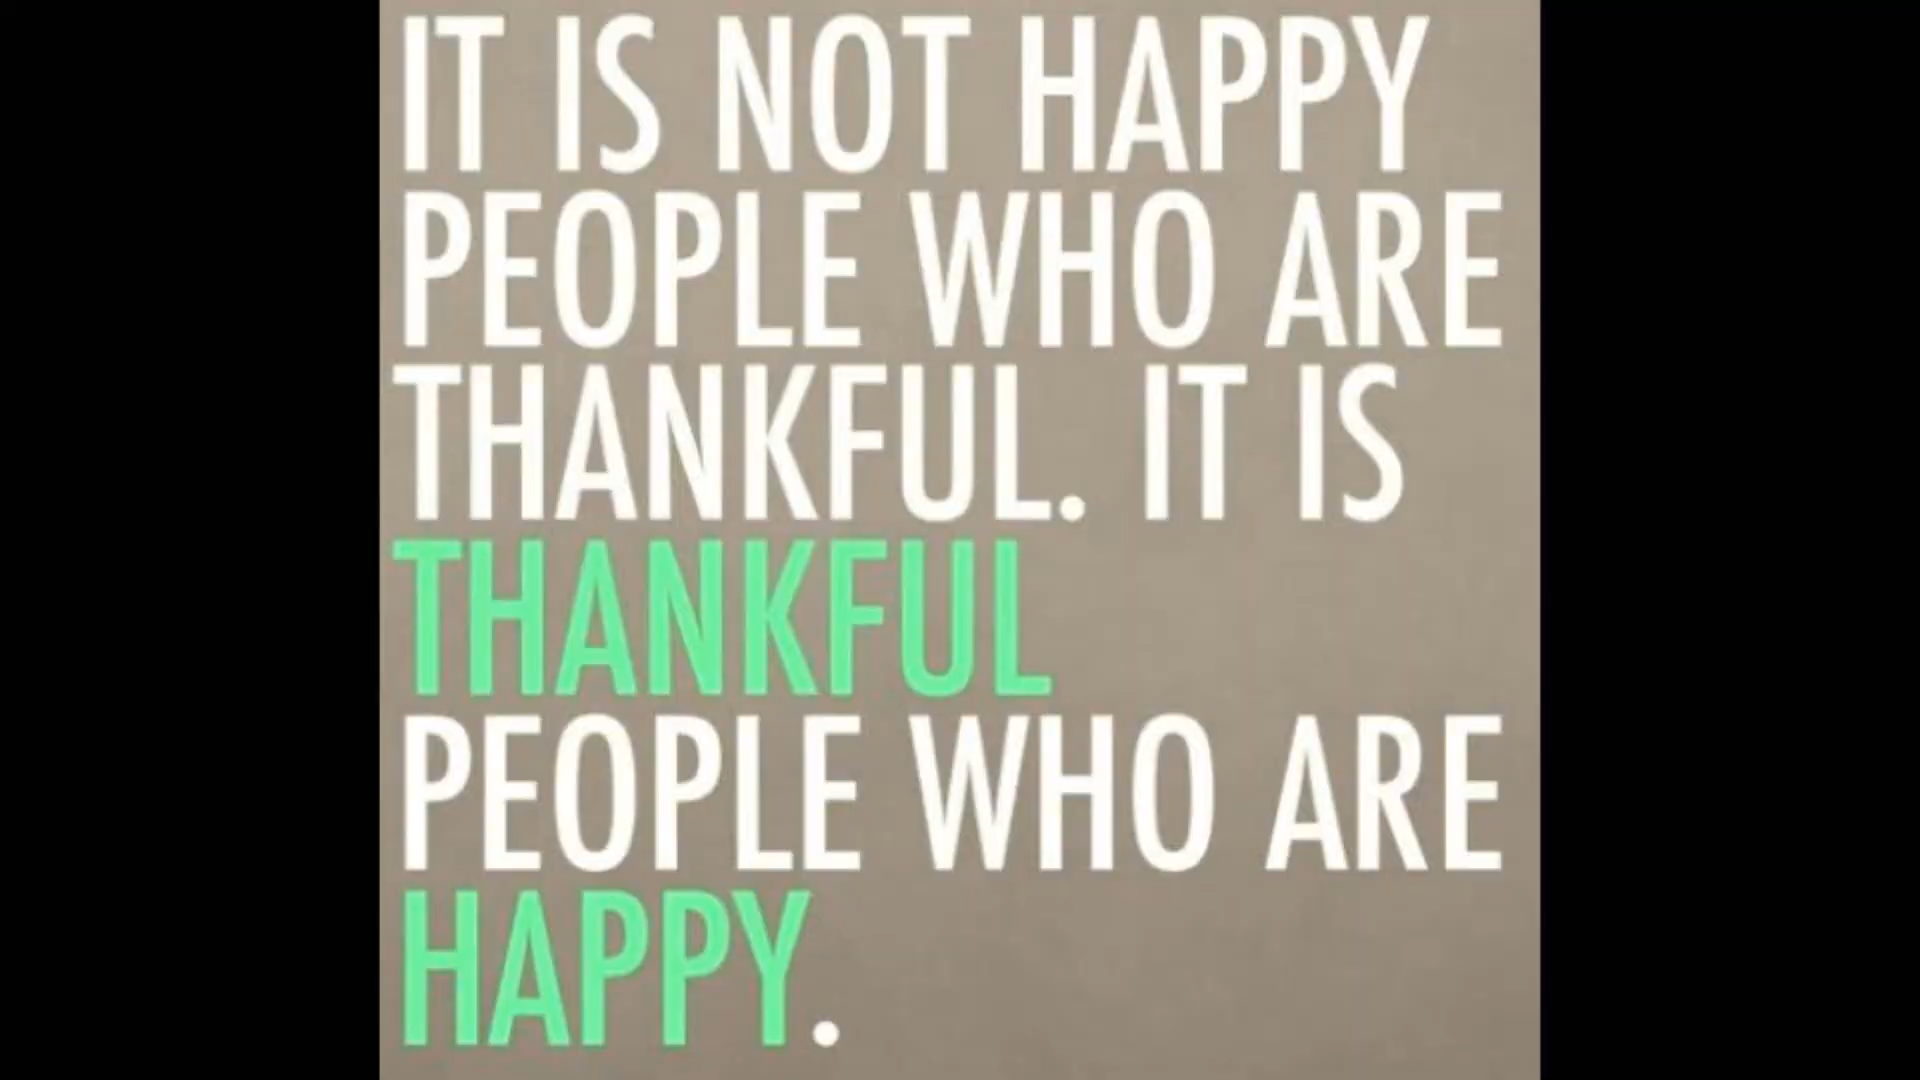 IT IS NOT HAPPY
PEOPLE WHO ARE
THANKFUL. IT IS
THANKFUL
PEOPLE WHO ARE
HAPPY.